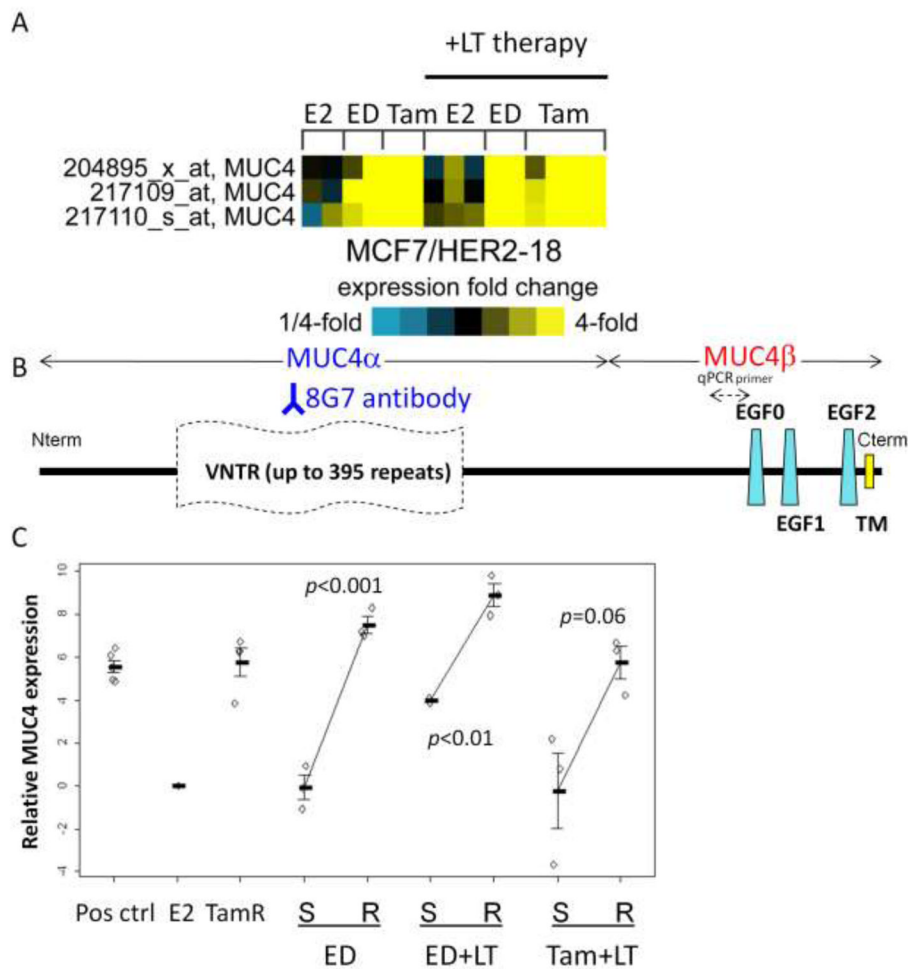 A
+LT therapy
E2 ED Tam E2 ED Tam
204895_x_at, MUC4
217109_at, MUC4
217110_s_at, MUC4
MCF7/HER2-18
expression fold change
1/4-fold 4-fold
B
MUC4α MUC4β
qPCR primer
8G7 antibody
EGF0 EGF2
Nterm Cterm
VNTR (up to 395 repeats)
EGF1 TM
C
Relative MUC4 expression
10
8
6
4
2
0
-2
-4
p<0.001
p<0.01
p=0.06
Pos ctrl E2 TamR S R S R S R
ED ED+LT Tam+LT